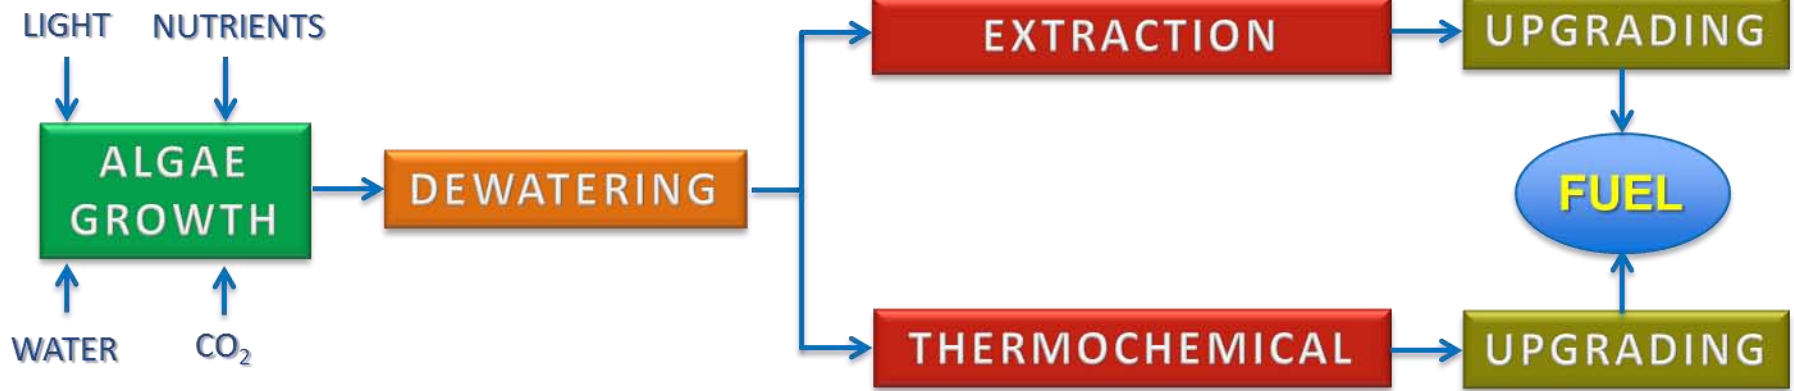 LIGHT
NUTRIENTS
ALGAE
GROWTH
WATER
CO₂
DEWATERING
EXTRACTION
UPGRADING
FUEL
THERMOCHEMICAL
UPGRADING